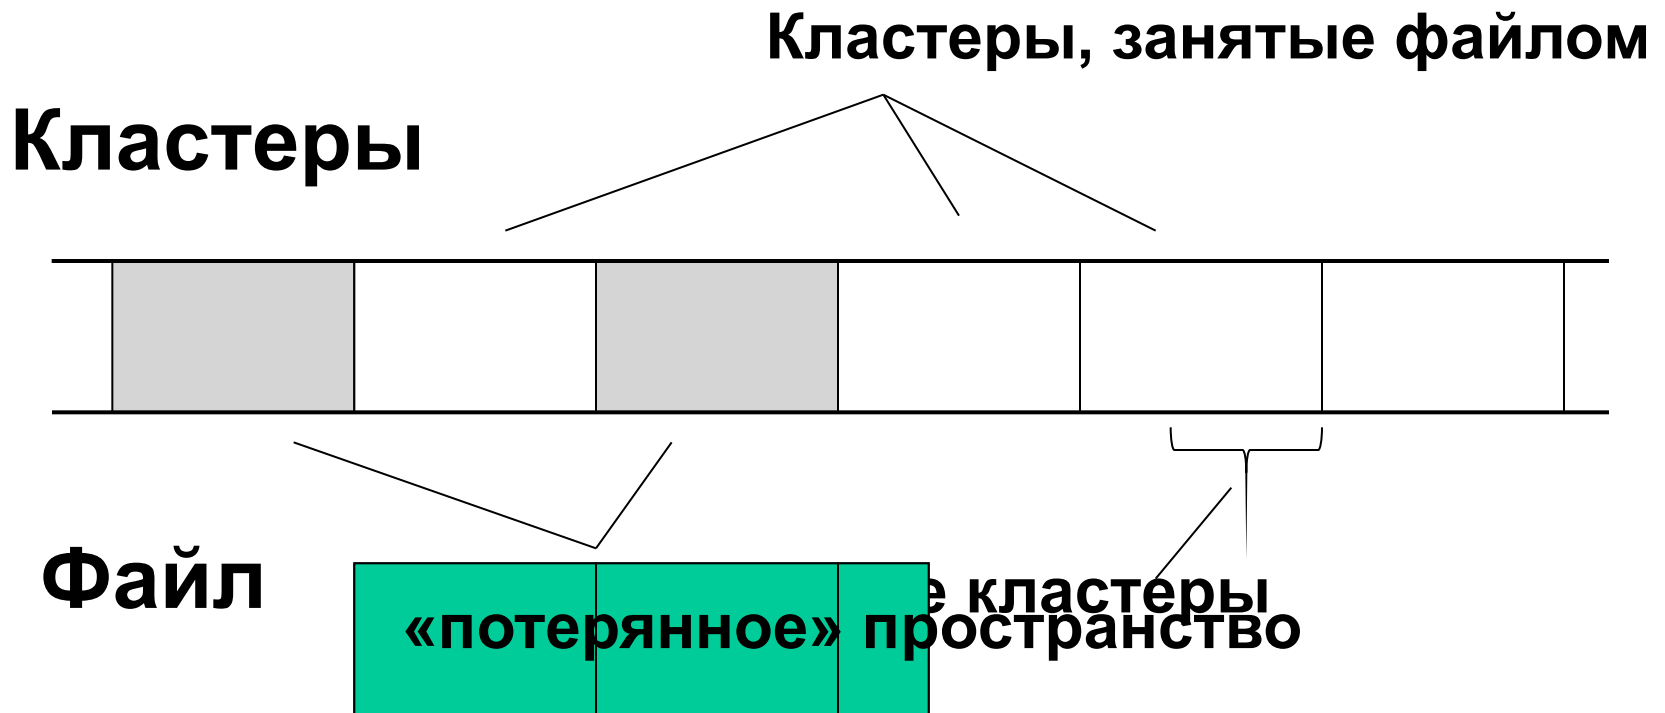 Кластеры, занятые файлом
Кластеры
Файл
кластеры
«потерянное» пространство